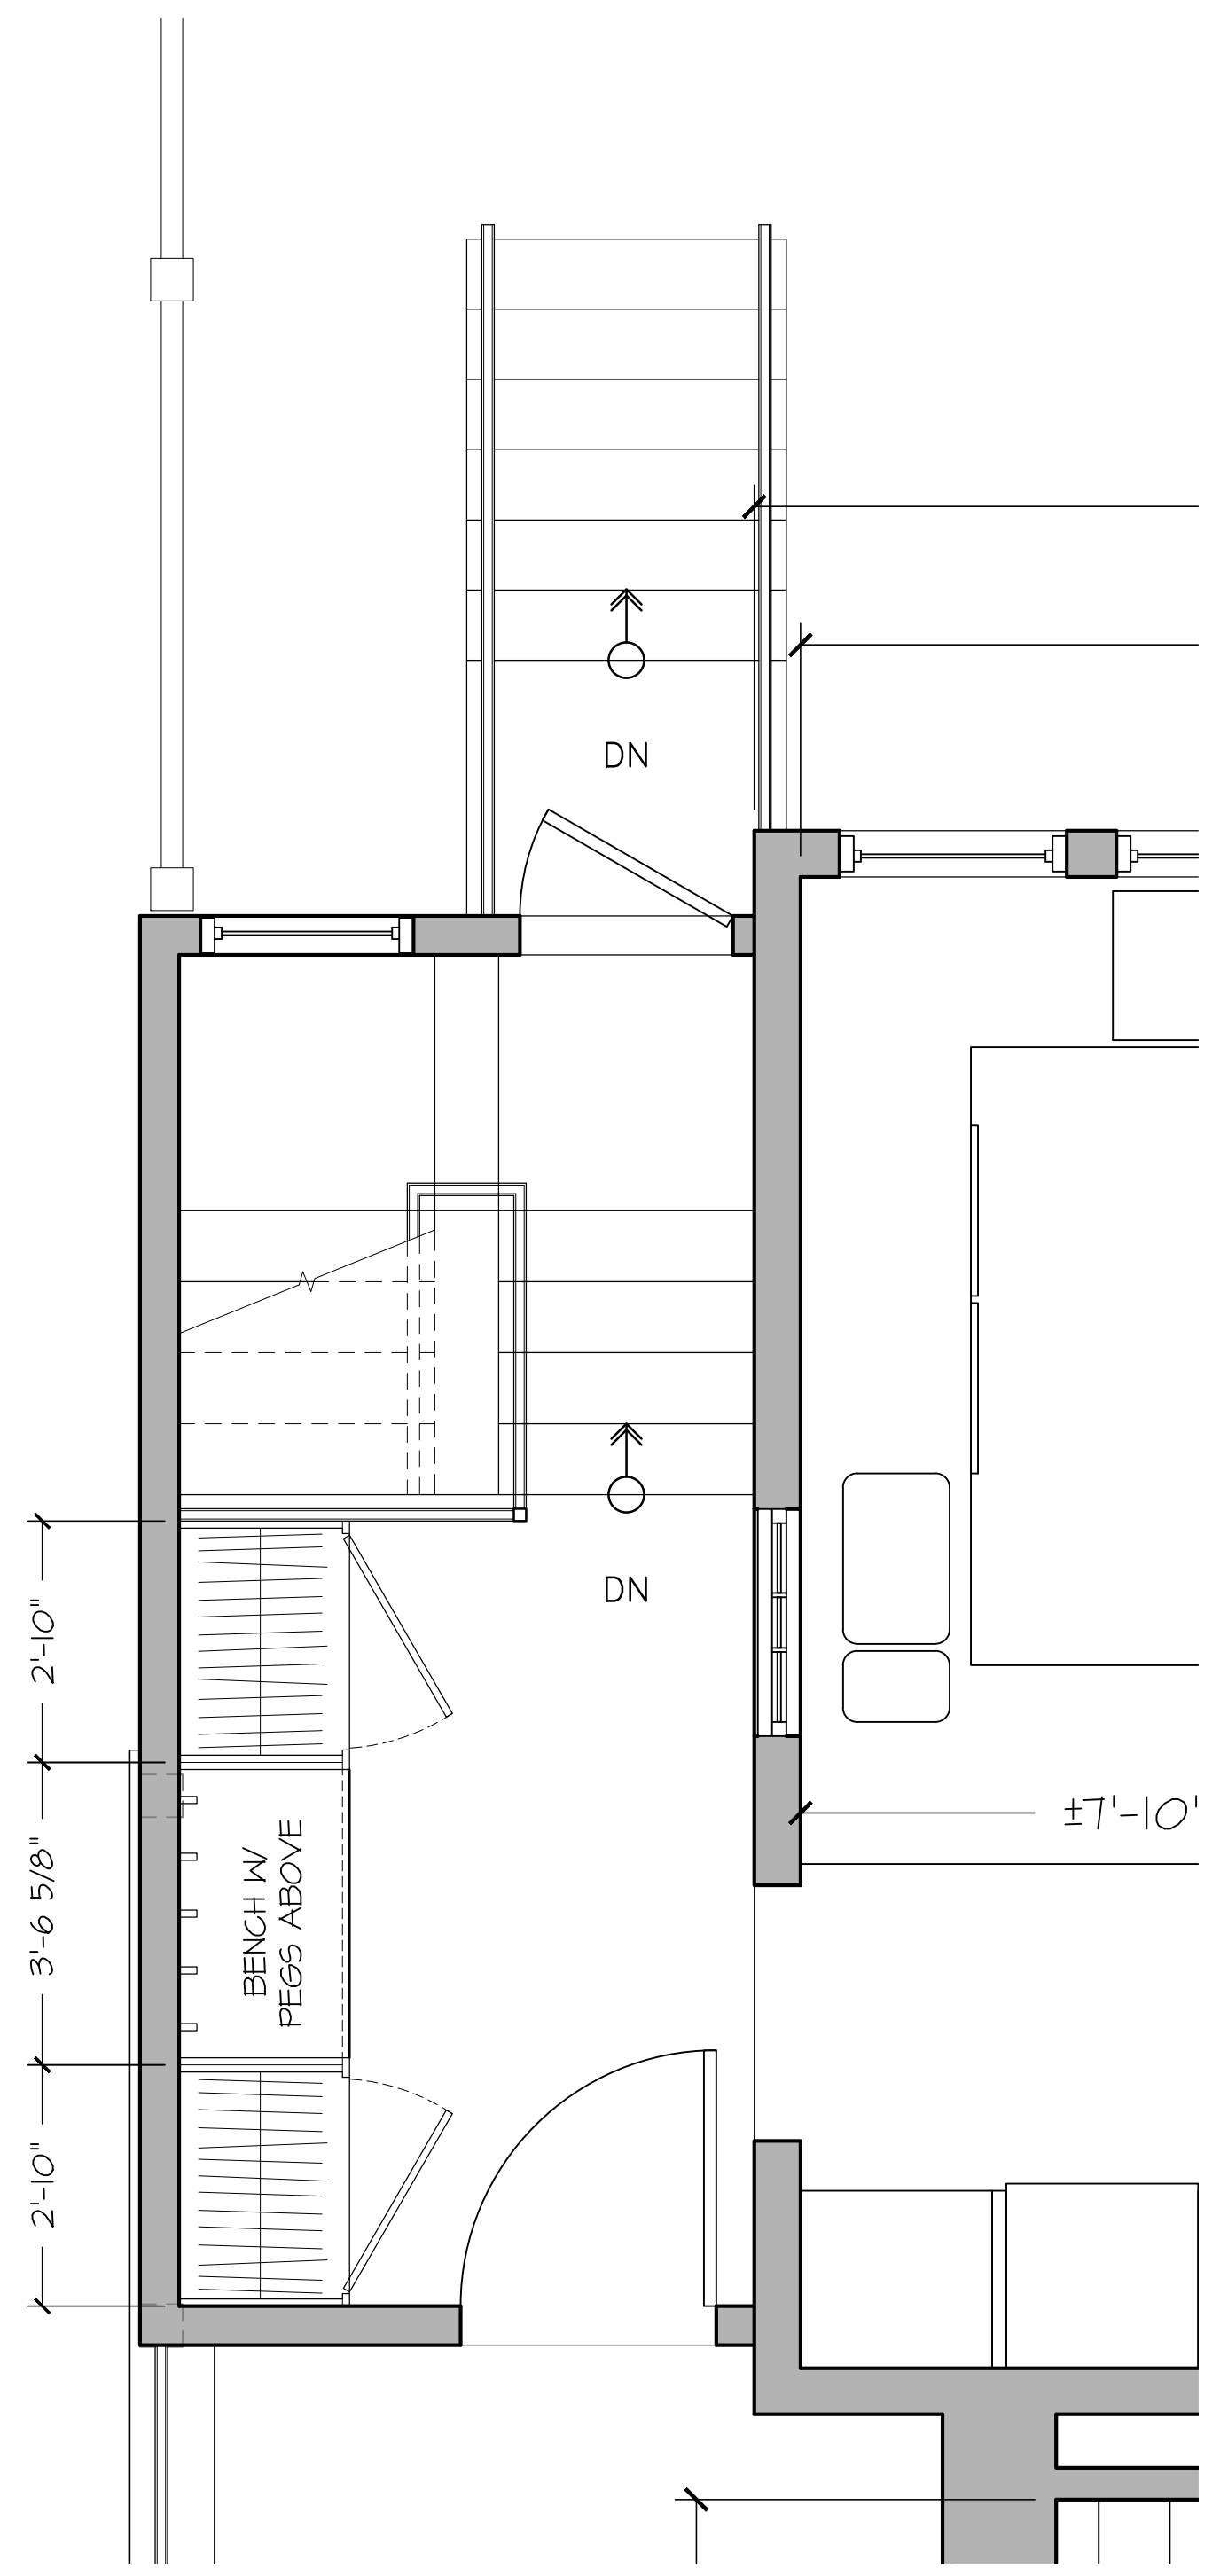 DN
DN
2'-10"
3'-6 5/8"
2'-10"
BENCH W/
PEGS ABOVE
±7'-10'